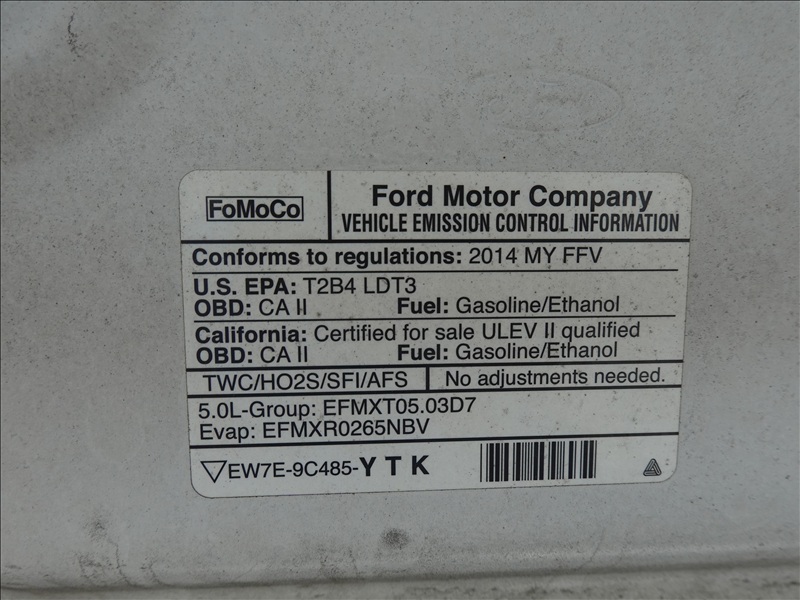 FoMoCo
Ford Motor Company
VEHICLE EMISSION CONTROL INFORMATION
Conforms to regulations: 2014 MY FFV
U.S. EPA: T2B4 LDT3
OBD: CA II Fuel: Gasoline/Ethanol
California: Certified for sale ULEV II qualified
OBD: CA II Fuel: Gasoline/Ethanol
TWC/HO2S/SFI/AFS No adjustments needed.
5.0L-Group: EFMXT05.03D7
Evap: EFMXR0265NBV
EW7E-9C485-Y T K